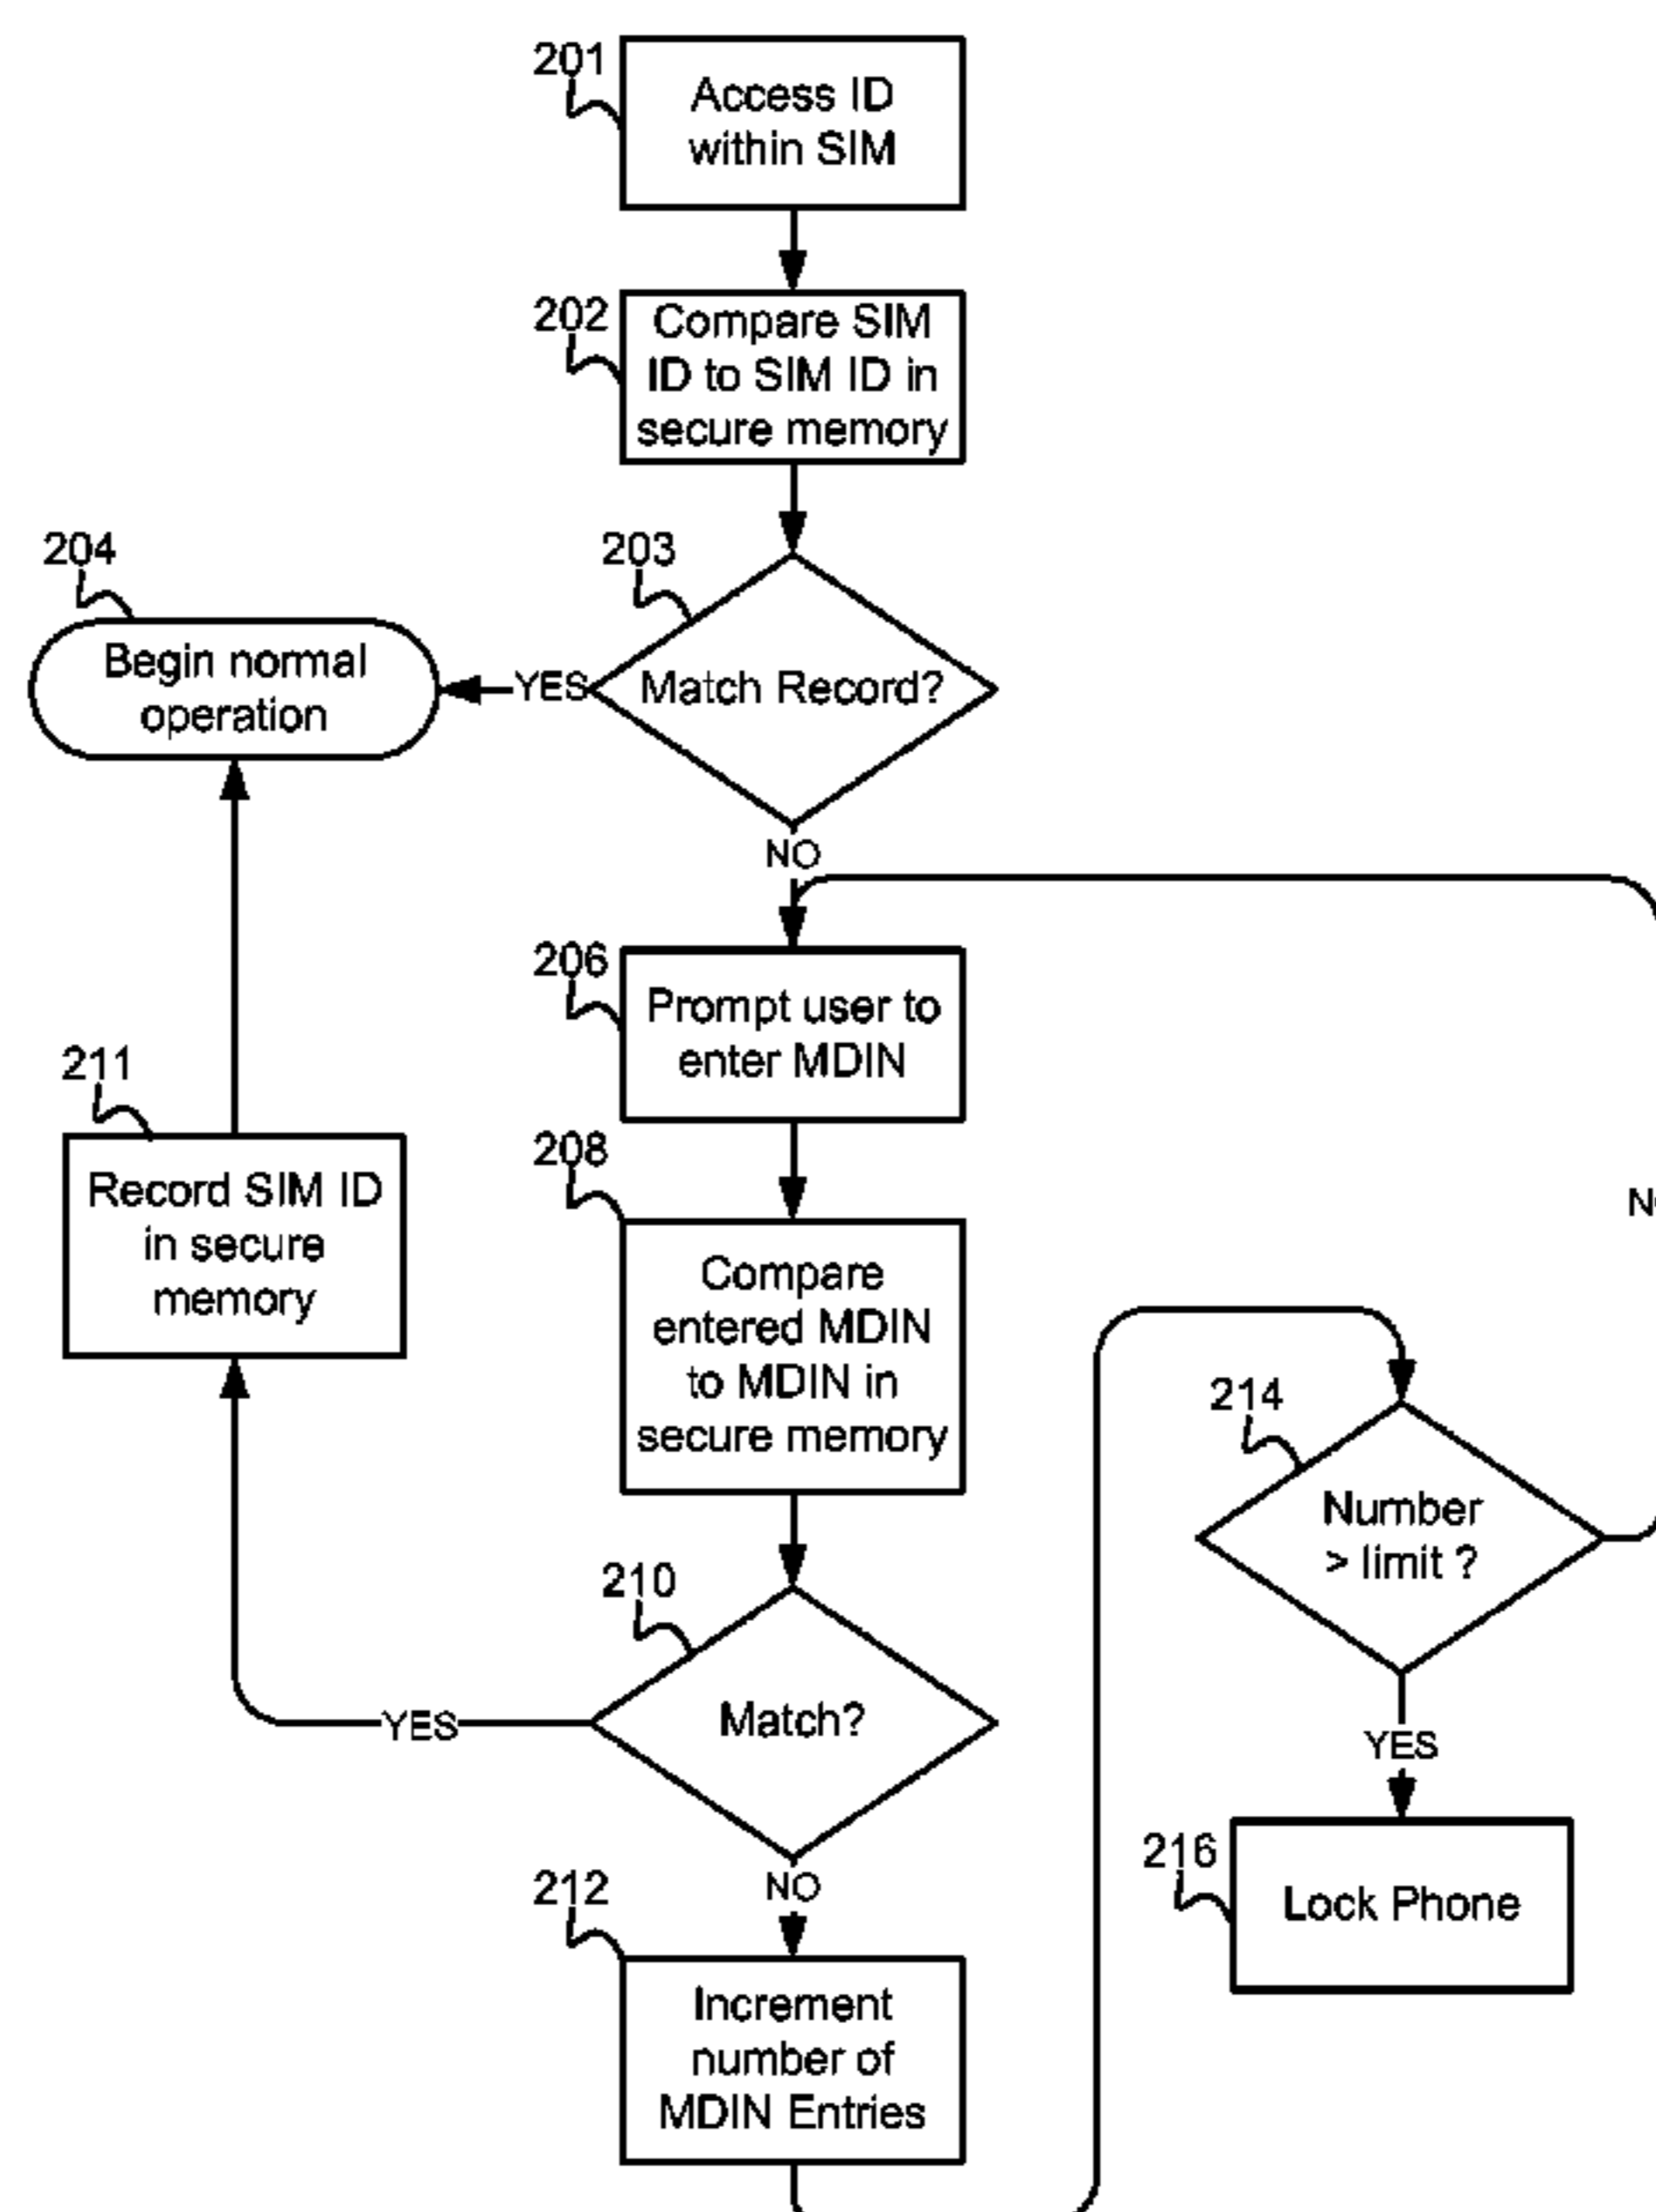 201
Access ID
within SIM
202
Compare SIM
ID to SIM ID in
secure memory
204
203
Begin normal
operation
YES
Match Record?
NO
206
Prompt user to
enter MDIN
211
Record SIM ID
in secure
memory
208
Compare
entered MDIN
to MDIN in
secure memory
214
Number
> limit ?
210
Match?
YES
YES
216
Lock Phone
NO
212
Increment
number of
MDIN Entries